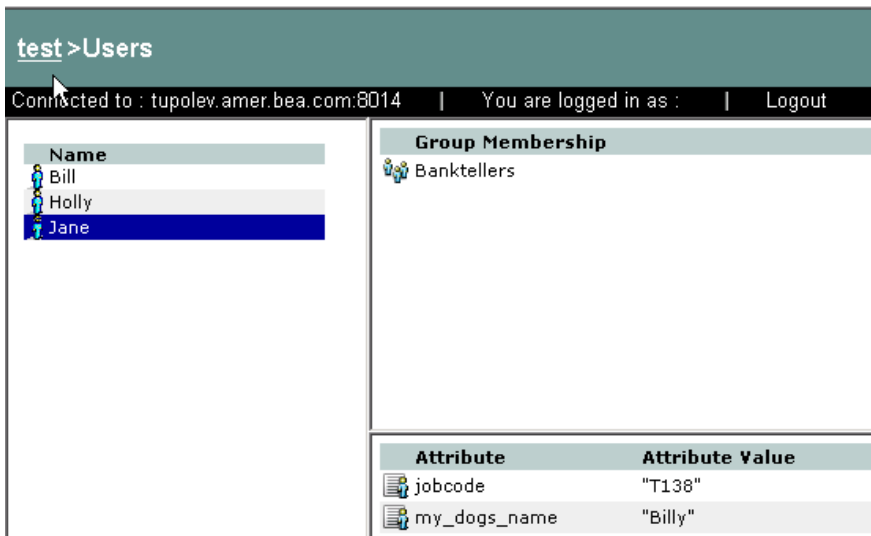 test >Users
Connected to : tupolev.amer.bea.com:8014 | You are logged in as : | Logout
Name
Bill
Holly
Jane
Group Membership
Banktellers
Attribute Attribute Value
jobcode "T138"
my_dogs_name "Billy"